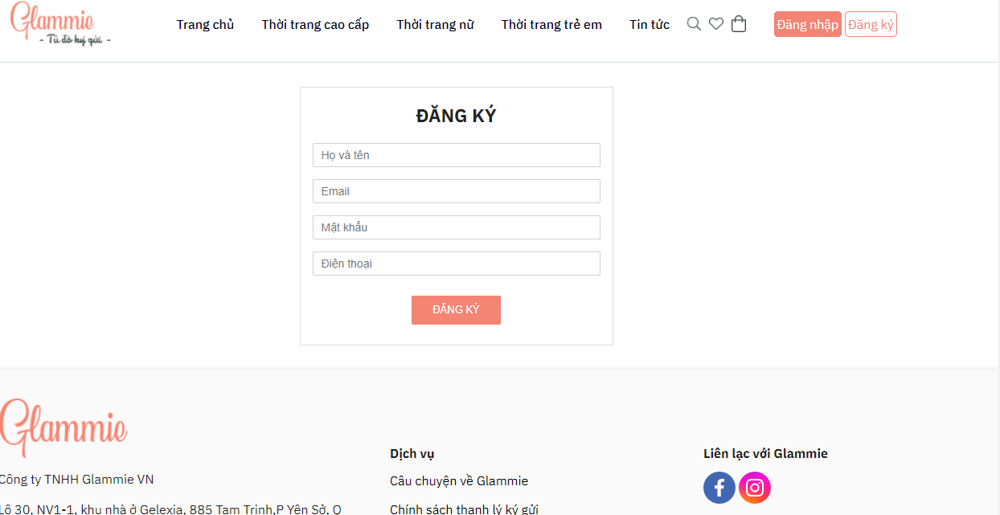 Glammie
- Tủ đồ ký gửi -
Trang chủ Thời trang cao cấp Thời trang nữ Thời trang trẻ em Tin tức Đăng nhập Đăng ký
ĐĂNG KÝ
Họ và tên
Email
Mật khẩu
Điện thoại
ĐĂNG KÝ
Glammie
Công ty TNHH Glammie VN
Lô 30, NV1-1, khu nhà ở Gelexia, 885 Tam Trinh,P Yên Sở, Q
Dịch vụ
Câu chuyện về Glammie
Chính sách thanh lý ký gửi
Liên lạc với Glammie